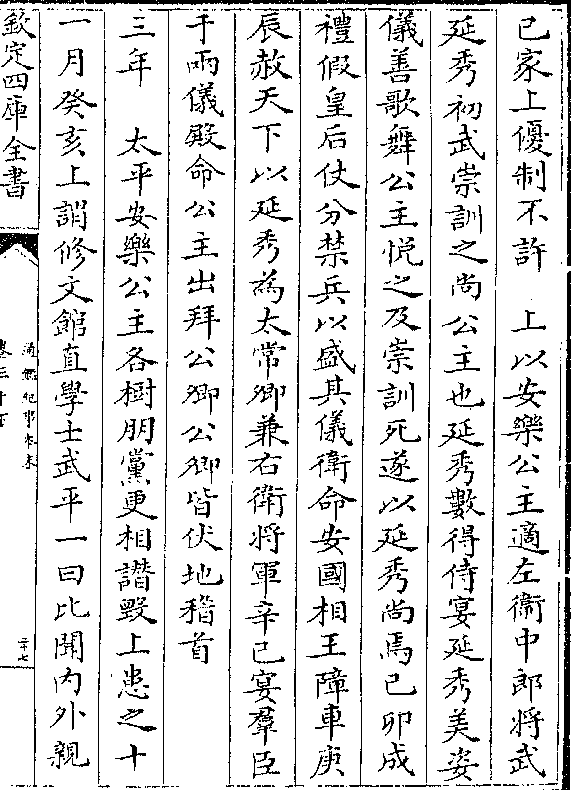 已家上優制不許　上以安樂公主適左衞中郎將武
延秀初武崇訓之尚公主也延秀數得侍宴延秀美姿
儀善歌舞公主悅之及崇訓死遂以延秀尚焉己卯成
禮假皇后仗分禁兵以盛其儀衛命安國相王障車庚
辰赦天下以延秀為太常卿兼右衛將軍辛已宴羣臣
于兩儀殿命公主出拜公卿公卿皆伏地稽首
三年　太平安樂公主各樹朋黨更相譖毀上患之十
一月癸亥上謂修文館直學士武平一曰比聞內外親
欽定四庫全書
通鑑紀事本末
卷三十下
二十七